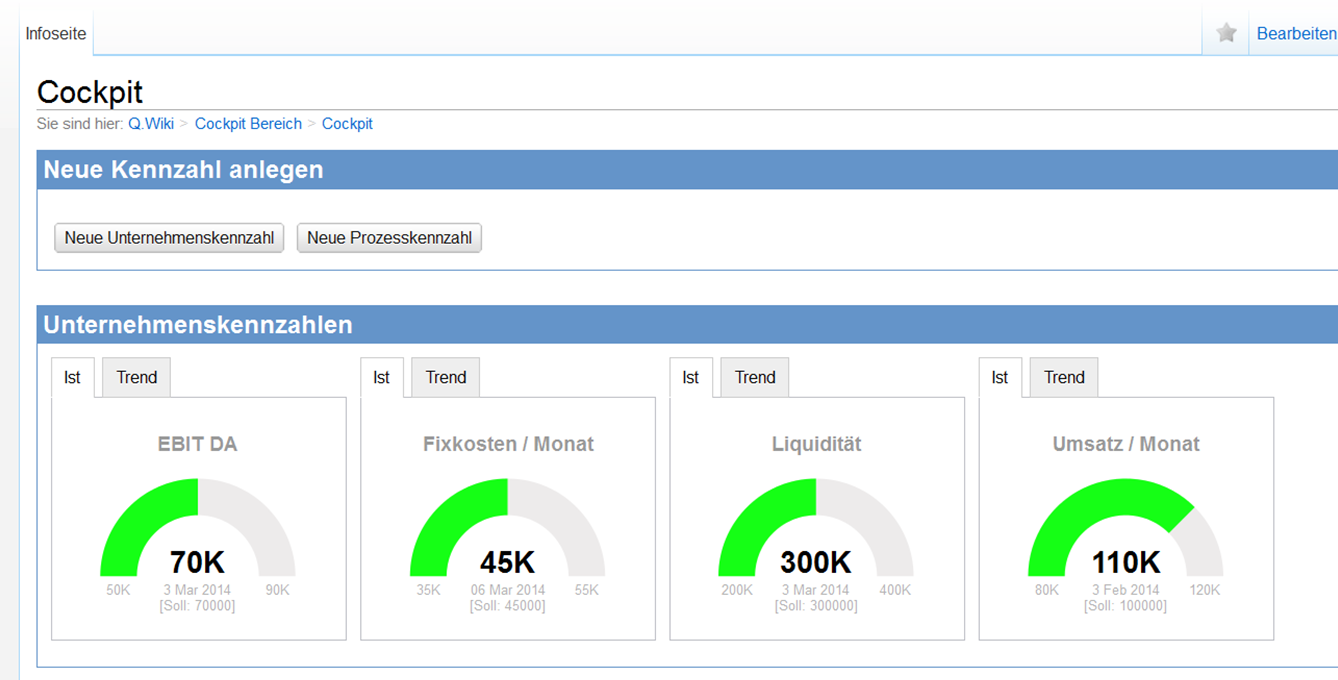 Infoseite
Bearbeiten
Cockpit
Sie sind hier: Q.Wiki > Cockpit Bereich > Cockpit
Neue Kennzahl anlegen
Neue Unternehmenskennzahl Neue Prozesskennzahl
Unternehmenskennzahlen
Ist Trend
EBIT DA
70K
50K 3 Mar 2014 90K
[Soll: 70000]
Ist Trend
Fixkosten / Monat
45K
35K 06 Mar 2014 55K
[Soll: 45000]
Ist Trend
Liquidität
300K
200K 3 Mar 2014 400K
[Soll: 300000]
Ist Trend
Umsatz / Monat
110K
80K 3 Feb 2014 120K
[Soll: 100000]